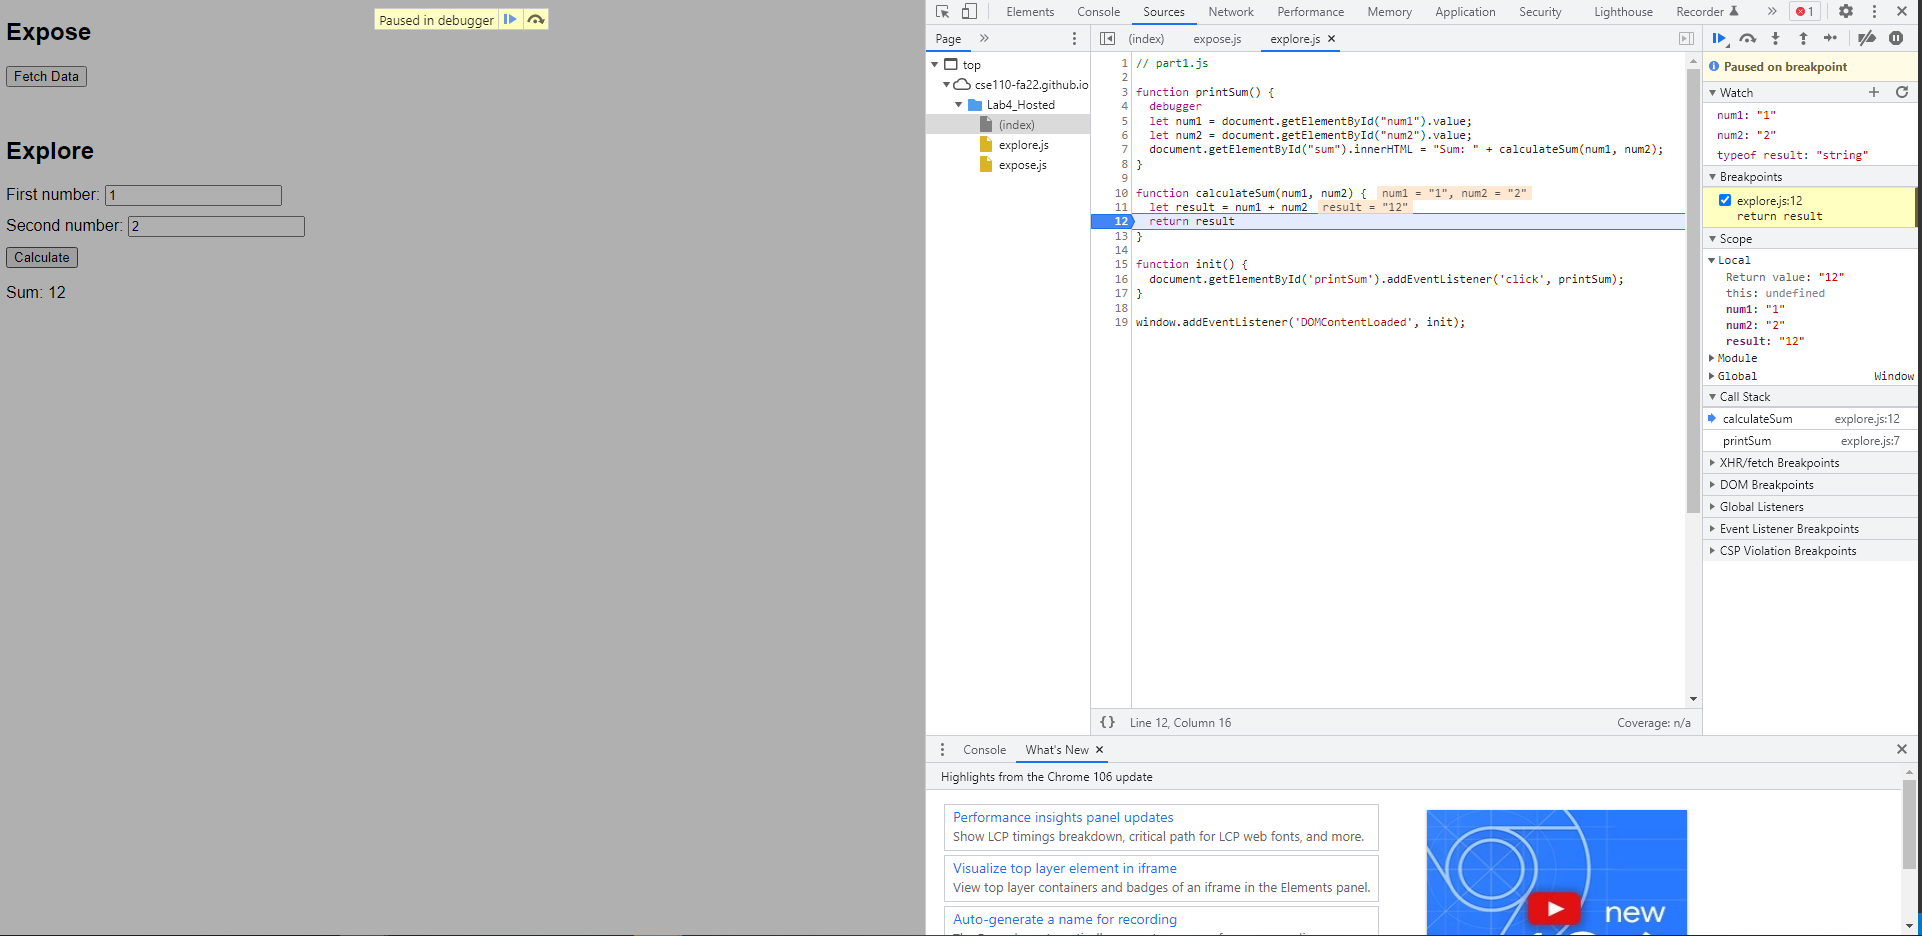 Paused in debugger
Expose
Fetch Data
Explore
First number: 1
Second number: 2
Calculate
Sum: 12
Elements Console Sources Network Performance Memory Application Security Lighthouse Recorder 1
Page
(index) expose.js explore.js
top
cse110-fa22.github.io
Lab4_Hosted
(index)
explore.js
expose.js
1 // part1.js
2
3 function printSum() {
4 debugger
5 let num1 = document.getElementById("num1").value;
6 let num2 = document.getElementById("num2").value;
7 document.getElementById("sum").innerHTML = "Sum: " + calculateSum(num1, num2);
8 }
9
10 function calculateSum(num1, num2) { num1 = "1", num2 = "2"
11 let result = num1 + num2 result = "12"
12 return result
13 }
14
15 function init() {
16 document.getElementById('printSum').addEventListener('click', printSum);
17 }
18
19 window.addEventListener('DOMContentLoaded', init);
{} Line 12, Column 16 Coverage: n/a
Paused on breakpoint
Watch
num1: "1"
num2: "2"
typeof result: "string"
Breakpoints
explore.js:12
return result
Scope
Local
Return value: "12"
this: undefined
num1: "1"
num2: "2"
result: "12"
Module
Global Window
Call Stack
calculateSum explore.js:12
printSum explore.js:7
XHR/fetch Breakpoints
DOM Breakpoints
Global Listeners
Event Listener Breakpoints
CSP Violation Breakpoints
Console What's New
Highlights from the Chrome 106 update
Performance insights panel updates
Show LCP timings breakdown, critical path for LCP web fonts, and more.
Visualize top layer element in iframe
View top layer containers and badges of an iframe in the Elements panel.
Auto-generate a name for recording
new